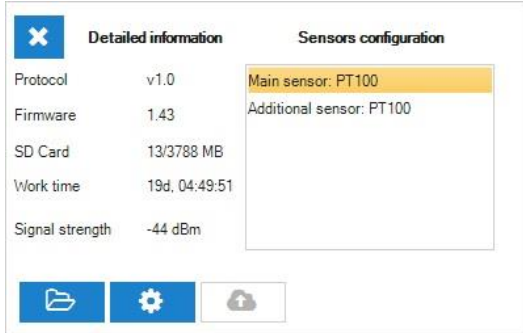 Detailed information
Sensors configuration
Protocol v1.0
Firmware 1.43
SD Card 13/3788 MB
Work time 19d, 04:49:51
Signal strength -44 dBm
Main sensor: PT100
Additional sensor: PT100